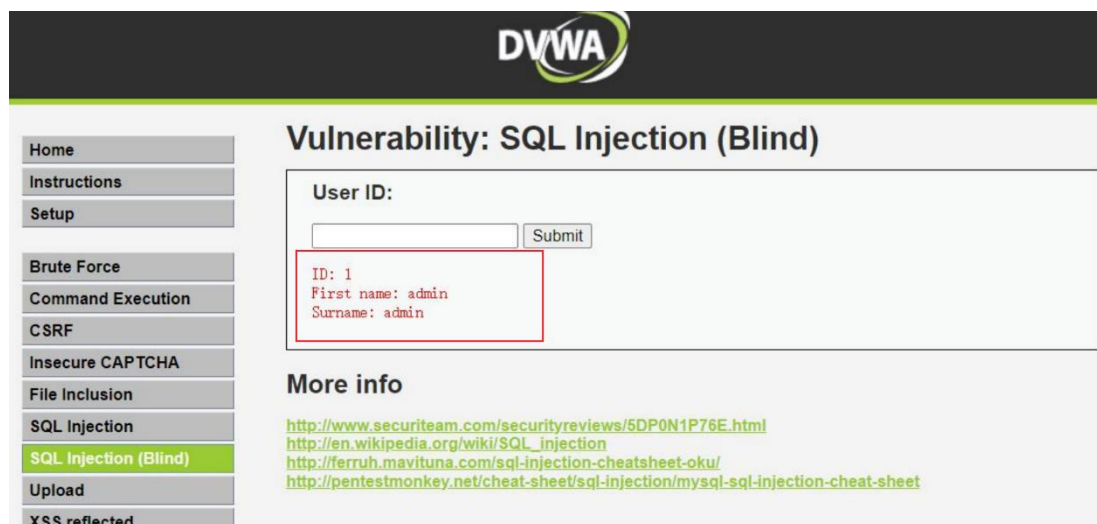 DVWA
Vulnerability: SQL Injection (Blind)
Home
Instructions
Setup
Brute Force
Command Execution
CSRF
Insecure CAPTCHA
File Inclusion
SQL Injection
SQL Injection (Blind)
Upload
XSS reflected
User ID:
Submit
ID: 1
First name: admin
Surname: admin
More info
http://www.securiteam.com/securityreviews/5DP0N1P76E.html
http://en.wikipedia.org/wiki/SQL_injection
http://ferruh.mavituna.com/sql-injection-cheatsheet-oku/
http://pentestmonkey.net/cheat-sheet/sql-injection/mysql-sql-injection-cheat-sheet